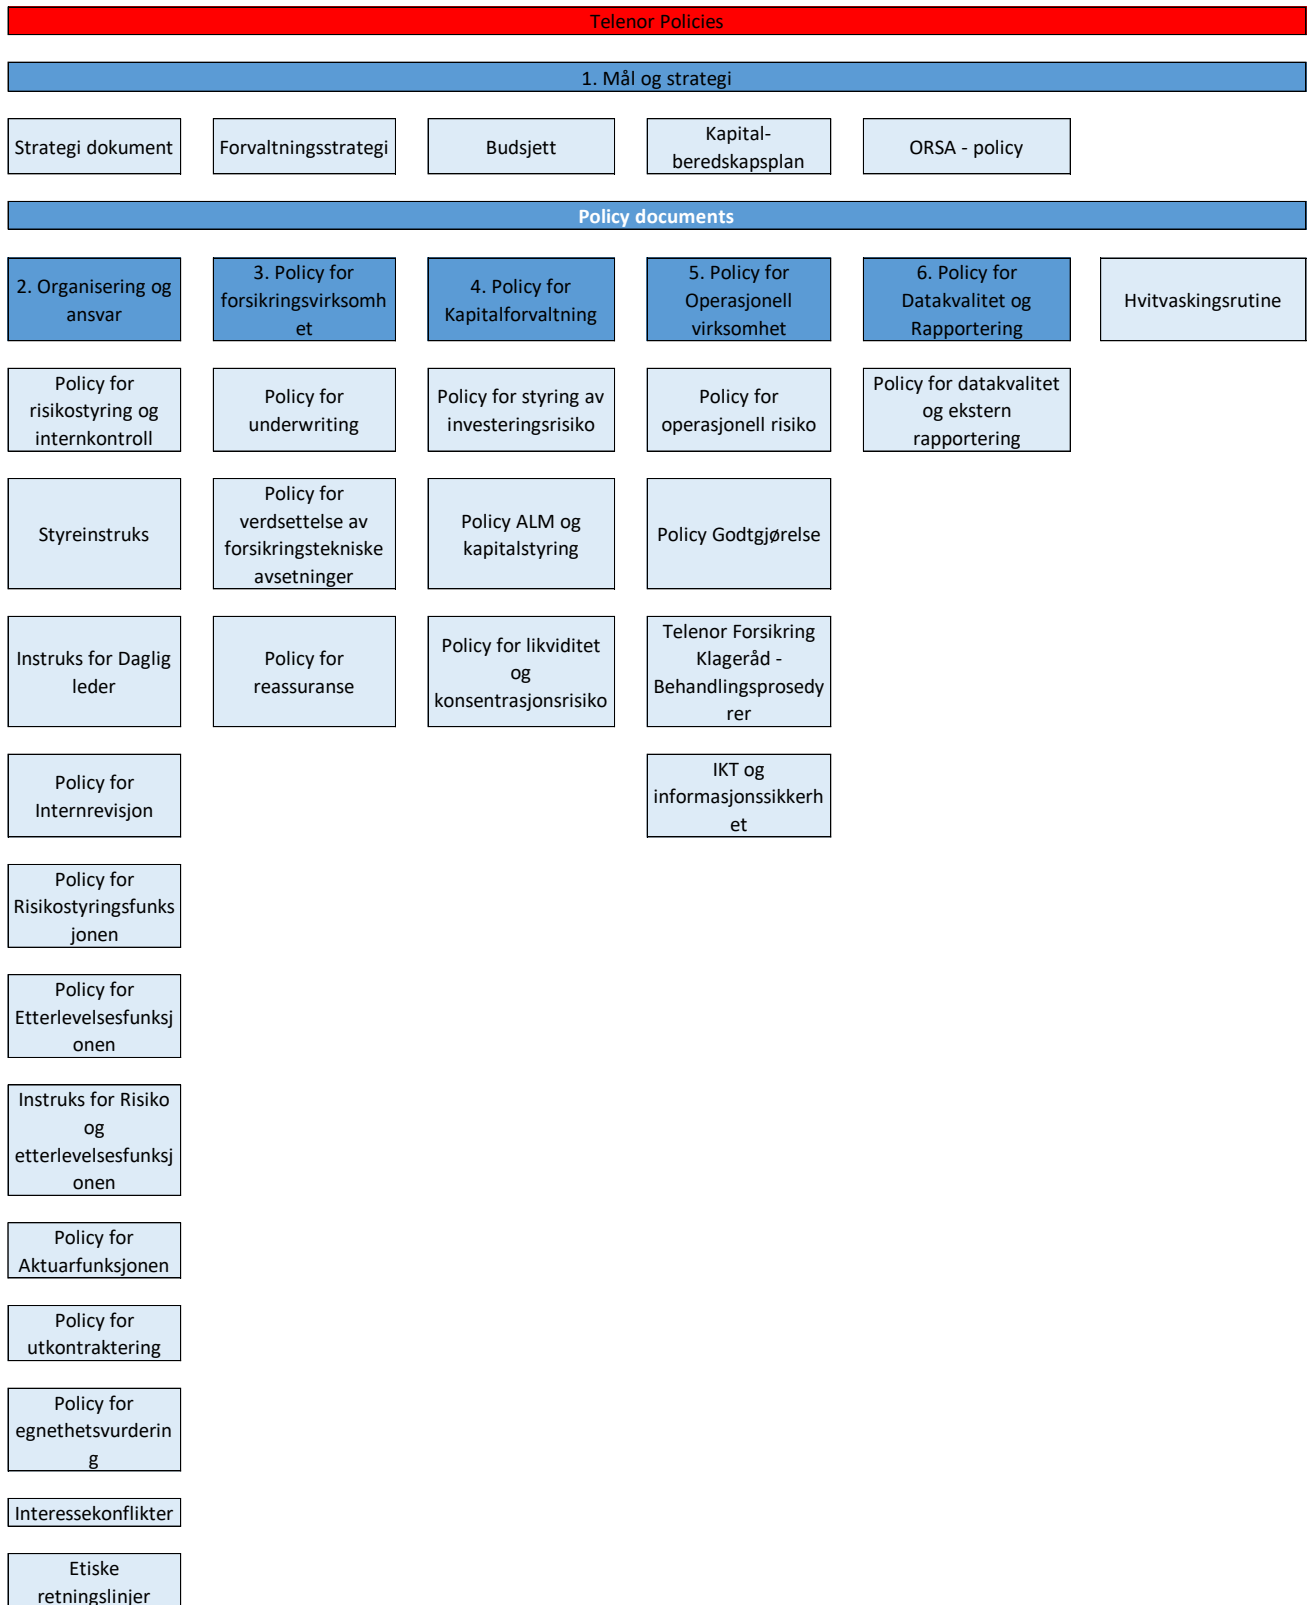 Telenor Policies
1. Mål og strategi
Strategi dokument
Forvaltningsstrategi
Budsjett
Kapital-
beredskapsplan
ORSA - policy
Policy documents
2. Organisering og
ansvar
3. Policy for
forsikringsvirksomh
et
4. Policy for
Kapitalforvaltning
5. Policy for
Operasjonell
virksomhet
6. Policy for
Datakvalitet og
Rapportering
Hvitvaskingsrutine
Policy for
risikostyring og
internkontroll
Policy for
underwriting
Policy for styring av
investeringsrisiko
Policy for
operasjonell risiko
Policy for datakvalitet
og ekstern
rapportering
Styreinstruks
Policy for
verdsettelse av
forsikringstekniske
avsetninger
Policy ALM og
kapitalstyring
Policy Godtgjørelse
Instruks for Daglig
leder
Policy for
reassuranse
Policy for likviditet
og
konsentrasjonsrisiko
Telenor Forsikring
Klageråd -
Behandlingsprosedy
rer
Policy for
Internrevisjon
IKT og
informasjonssikkerh
et
Policy for
Risikostyringsfunks
jonen
Policy for
Etterlevelsesfunksj
onen
Instruks for Risiko
og
etterlevelsesfunksj
onen
Policy for
Aktuarfunksjonen
Policy for
utkontraktering
Policy for
egnethetsvurderin
g
Interessekonflikter
Etiske
retningslinjer